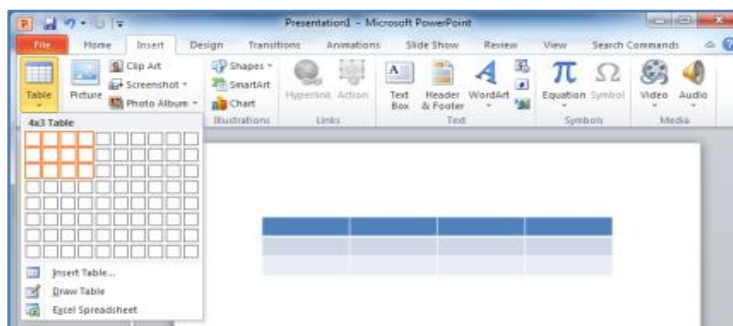 Presentation1 - Microsoft PowerPoint
File Home Insert Design Transitions Animations Slide Show Review View Search Commands
Table
Picture
Clip Art
Screenshot
Photo Album
Shapes
SmartArt
Chart
Hyperlink Action
Text Box
Header & Footer
WordArt
Equation Symbol
Video Audio
Illustrations Links Text Symbols Media
4x3 Table
Insert Table...
Draw Table
Excel Spreadsheet